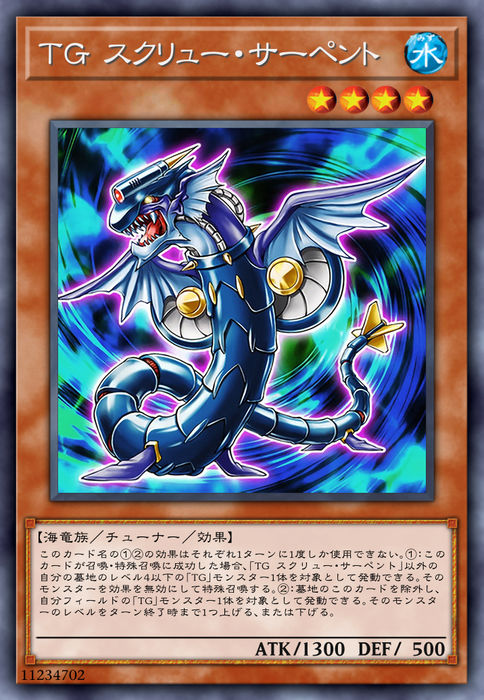 TG スクリュー・サーペント
みず
水
【海竜族／チューナー／効果】
このカード名の①②の効果はそれぞれ1ターンに1度しか使用できない。①:この
カードが召喚・特殊召喚に成功した場合、「TG スクリュー・サーペント」以外の
自分の墓地のレベル4以下の「TG」モンスター1体を対象として発動できる。その
モンスターを効果を無効にして特殊召喚する。②:墓地のこのカードを除外し、
自分フィールドの「TG」モンスター1体を対象として発動できる。そのモンスター
のレベルをターン終了時まで1つ上げる、または下げる。
ATK/1300 DEF/ 500
11234702